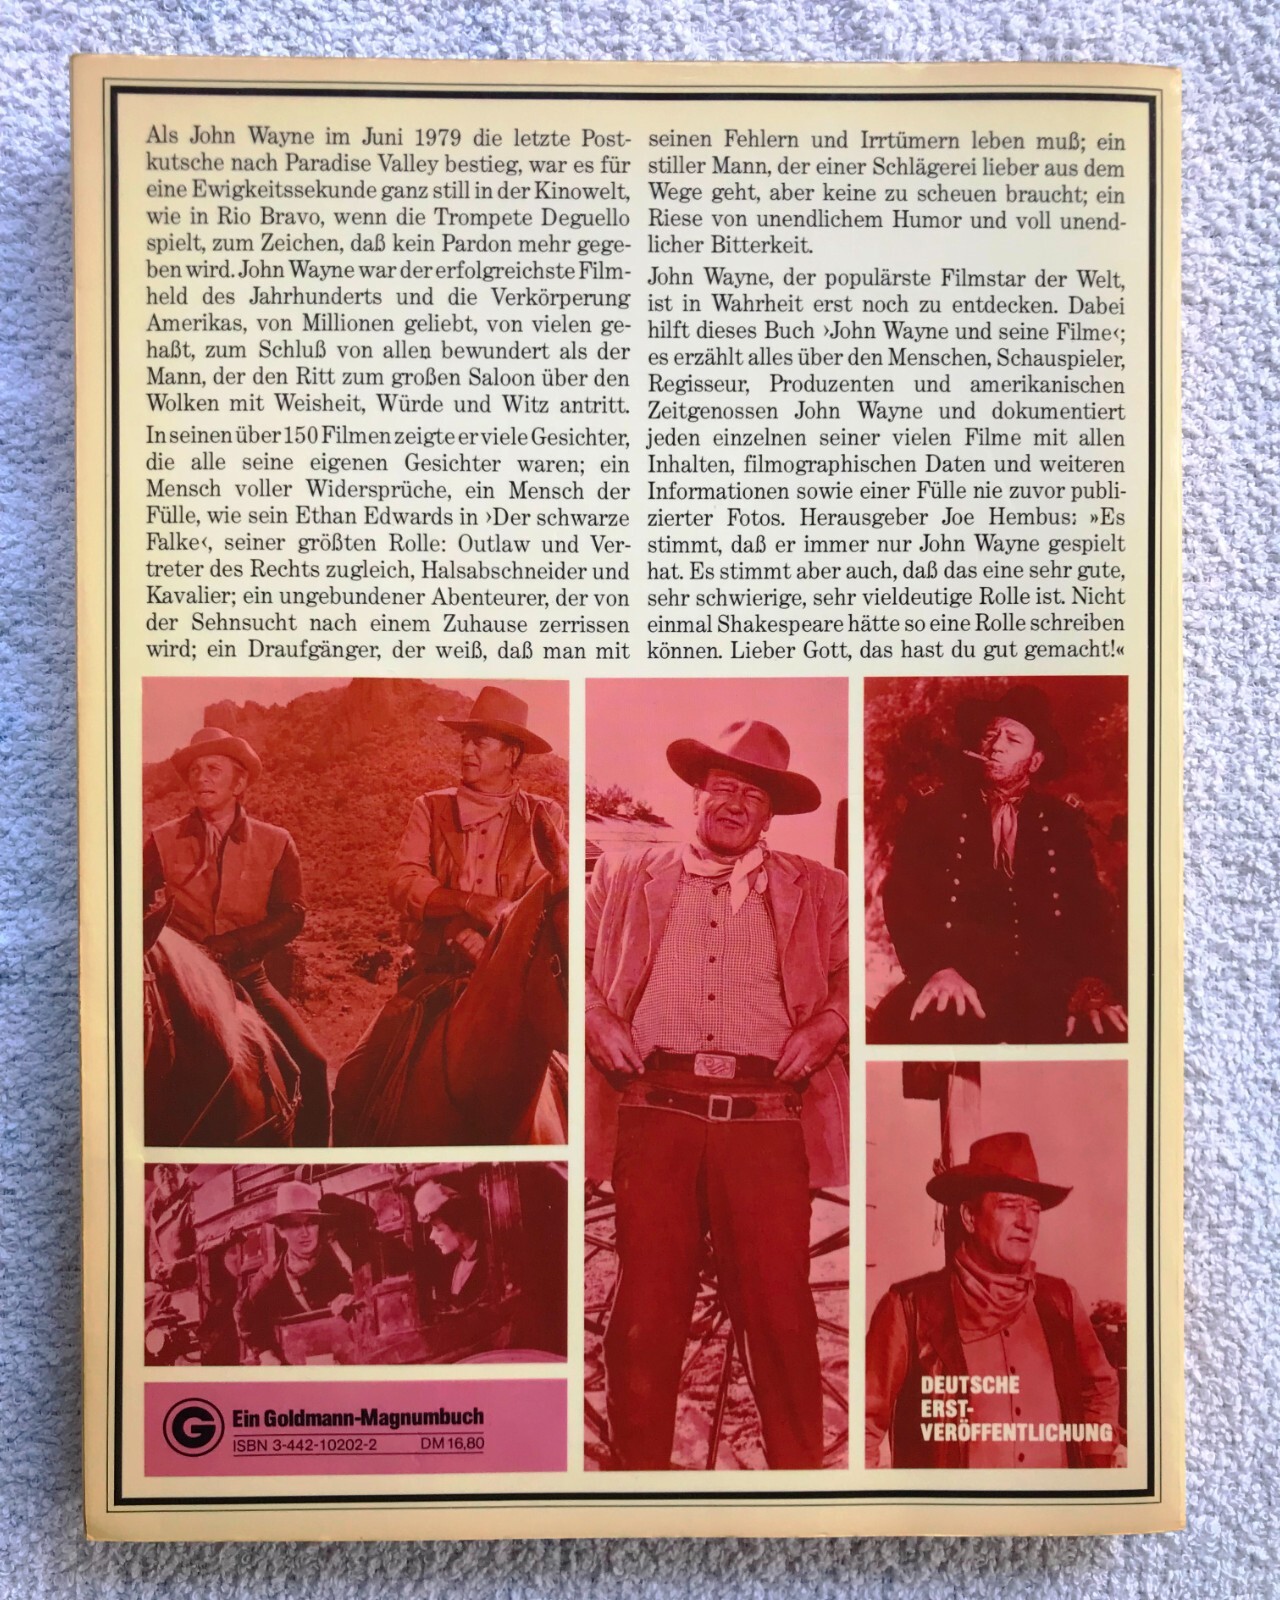 Als John Wayne im Juni 1979 die letzte Post-
kutsche nach Paradise Valley bestieg, war es für
eine Ewigkeitssekunde ganz still in der Kinowelt,
wie in Rio Bravo, wenn die Trompete Deguello
spielt, zum Zeichen, daß kein Pardon mehr gege-
ben wird. John Wayne war der erfolgreichste Film-
held des Jahrhunderts und die Verkörperung
Amerikas, von Millionen geliebt, von vielen ge-
haßt, zum Schluß von allen bewundert als der
Mann, der den Ritt zum großen Saloon über den
Wolken mit Weisheit, Würde und Witz antritt.
In seinen über 150 Filmen zeigte er viele Gesichter,
die alle seine eigenen Gesichter waren; ein
Mensch voller Widersprüche, ein Mensch der
Fülle, wie sein Ethan Edwards in ›Der schwarze
Falke‹, seiner größten Rolle: Outlaw und Ver-
treter des Rechts zugleich, Halsabschneider und
Kavalier; ein ungebundener Abenteurer, der von
der Sehnsucht nach einem Zuhause zerrissen
wird; ein Draufgänger, der weiß, daß man mit
seinen Fehlern und Irrtümern leben muß; ein
stiller Mann, der einer Schlägerei lieber aus dem
Wege geht, aber keine zu scheuen braucht; ein
Riese von unendlichem Humor und voll unend-
licher Bitterkeit.
John Wayne, der populärste Filmstar der Welt,
ist in Wahrheit erst noch zu entdecken. Dabei
hilft dieses Buch ›John Wayne und seine Filme‹;
es erzählt alles über den Menschen, Schauspieler,
Regisseur, Produzenten und amerikanischen
Zeitgenossen John Wayne und dokumentiert
jeden einzelnen seiner vielen Filme mit allen
Inhalten, filmographischen Daten und weiteren
Informationen sowie einer Fülle nie zuvor publi-
zierter Fotos. Herausgeber Joe Hembus: »Es
stimmt, daß er immer nur John Wayne gespielt
hat. Es stimmt aber auch, daß das eine sehr gute,
sehr schwierige, sehr vieldeutige Rolle ist. Nicht
einmal Shakespeare hätte so eine Rolle schreiben
können. Lieber Gott, das hast du gut gemacht!«
G
Ein Goldmann-Magnumbuch
ISBN 3-442-10202-2 DM 16,80
DEUTSCHE
ERST-
VERÖFFENTLICHUNG